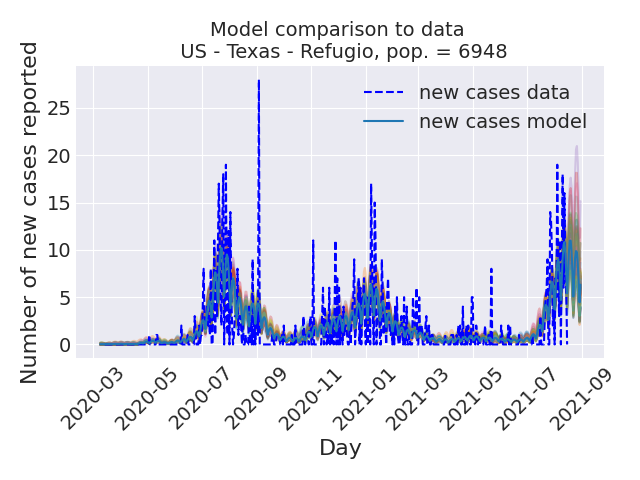 Model comparison to data
US - Texas - Refugio, pop. = 6948
Number of new cases reported
25
20
15
10
5
0
new cases data
new cases model
2020-03
2020-05
2020-07
2020-09
2020-11
2021-01
2021-03
2021-05
2021-07
2021-09
Day